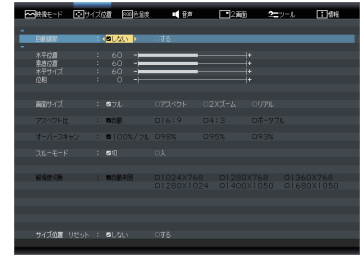 映像モード サイズ位置 色温度 音声 2画面 ツール 情報
自動調節 : しない する
水平位置 : 60 - +
垂直位置 : 60 - +
水平サイズ : 60 - +
位相 : 0 - +
画面サイズ : フル アスペクト 2Xズーム リアル
アスペクト比 : 自動 16:9 4:3 ポータブル
オーバースキャン : 100%/フル 98% 95% 93%
スルーモード : 切 入
解像度切換 : 自動判別 1024X768 1280X768 1360X768
1280X1024 1400X1050 1680X1050
サイズ位置 リセット : しない する